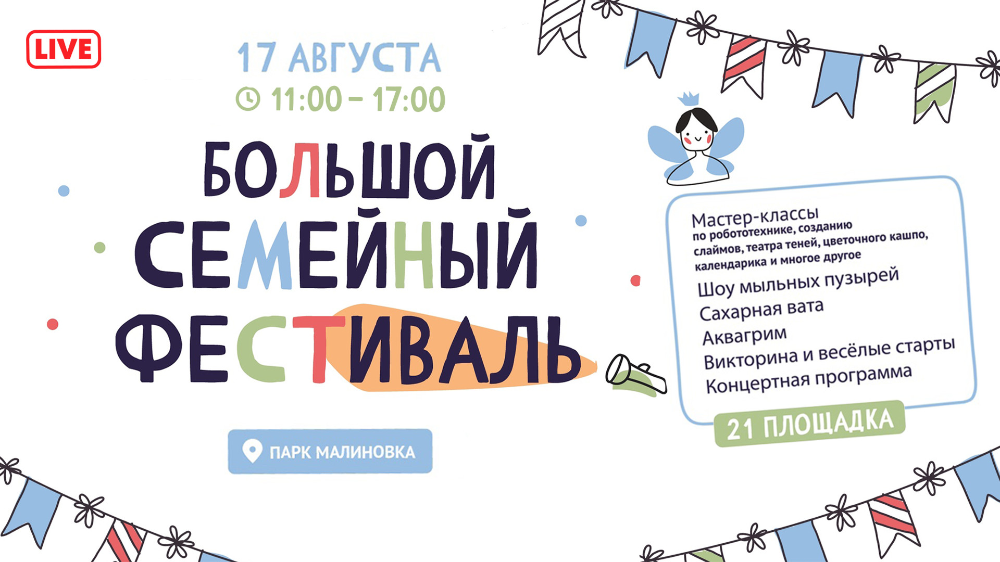 LIVE
17 АВГУСТА
11:00 – 17:00
БОЛЬШОЙ
СЕМЕЙНЫЙ
ФЕСТИВАЛЬ
ПАРК МАЛИНОВКА
Мастер-классы
по робототехнике, созданию
слаймов, театра теней, цветочного кашпо,
календарика и многое другое
Шоу мыльных пузырей
Сахарная вата
Аквагрим
Викторина и весёлые старты
Концертная программа
21 ПЛОЩАДКА